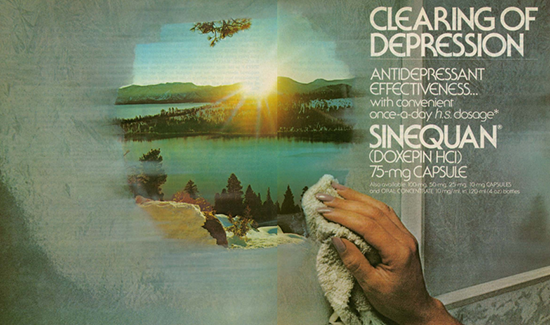 CLEARING OF
DEPRESSION
ANTIDEPRESSANT
EFFECTIVENESS...
with convenient
once-a-day h.s. dosage*
SINEQUAN®
(DOXEPIN HCl)
75-mg CAPSULE
Also available 100-mg, 50-mg, 25-mg, 10-mg CAPSULES
and ORAL CONCENTRATE 10 mg/ml in 120 ml (4 oz) bottles